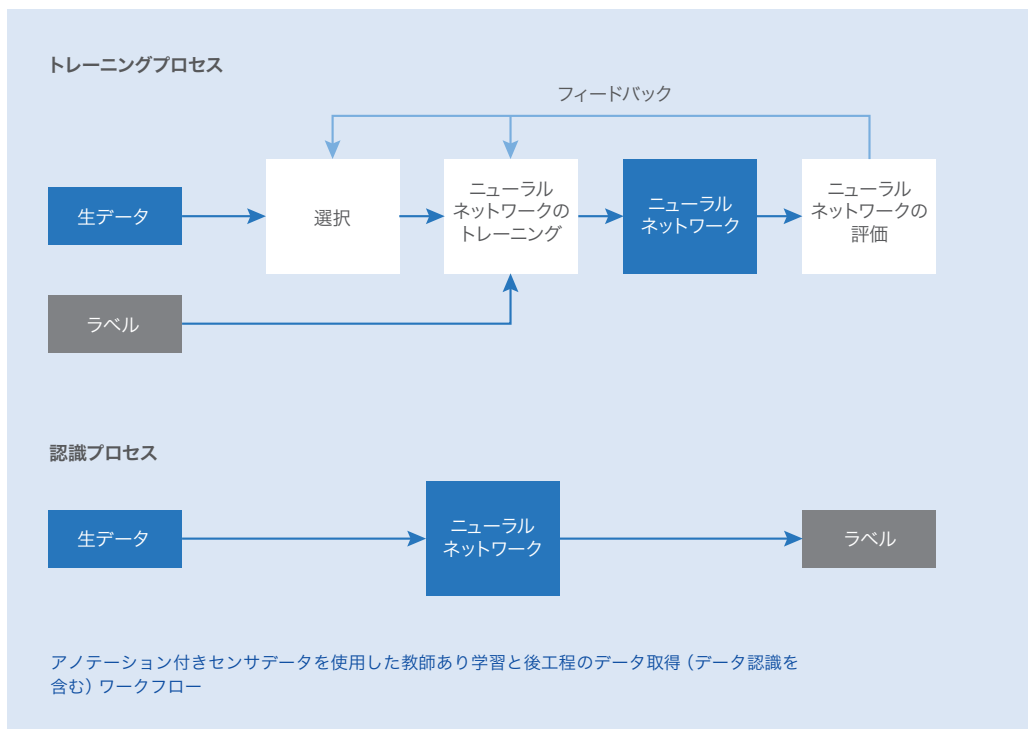 トレーニングプロセス
フィードバック
生データ
選択
ニューラル
ネットワークの
トレーニング
ニューラル
ネットワーク
ニューラル
ネットワークの
評価
ラベル
認識プロセス
生データ
ニューラル
ネットワーク
ラベル
アノテーション付きセンサデータを使用した教師あり学習と後工程のデータ取得（データ認識を
含む）ワークフロー